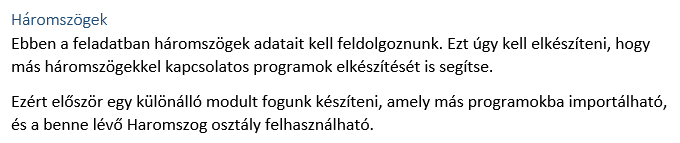 Háromszögek
Ebben a feladatban háromszögek adatait kell feldolgoznunk. Ezt úgy kell elkészíteni, hogy
más háromszögekkel kapcsolatos programok elkészítését is segítse.
Ezért először egy különálló modult fogunk készíteni, amely más programokba importálható,
és a benne lévő Haromszog osztály felhasználható.